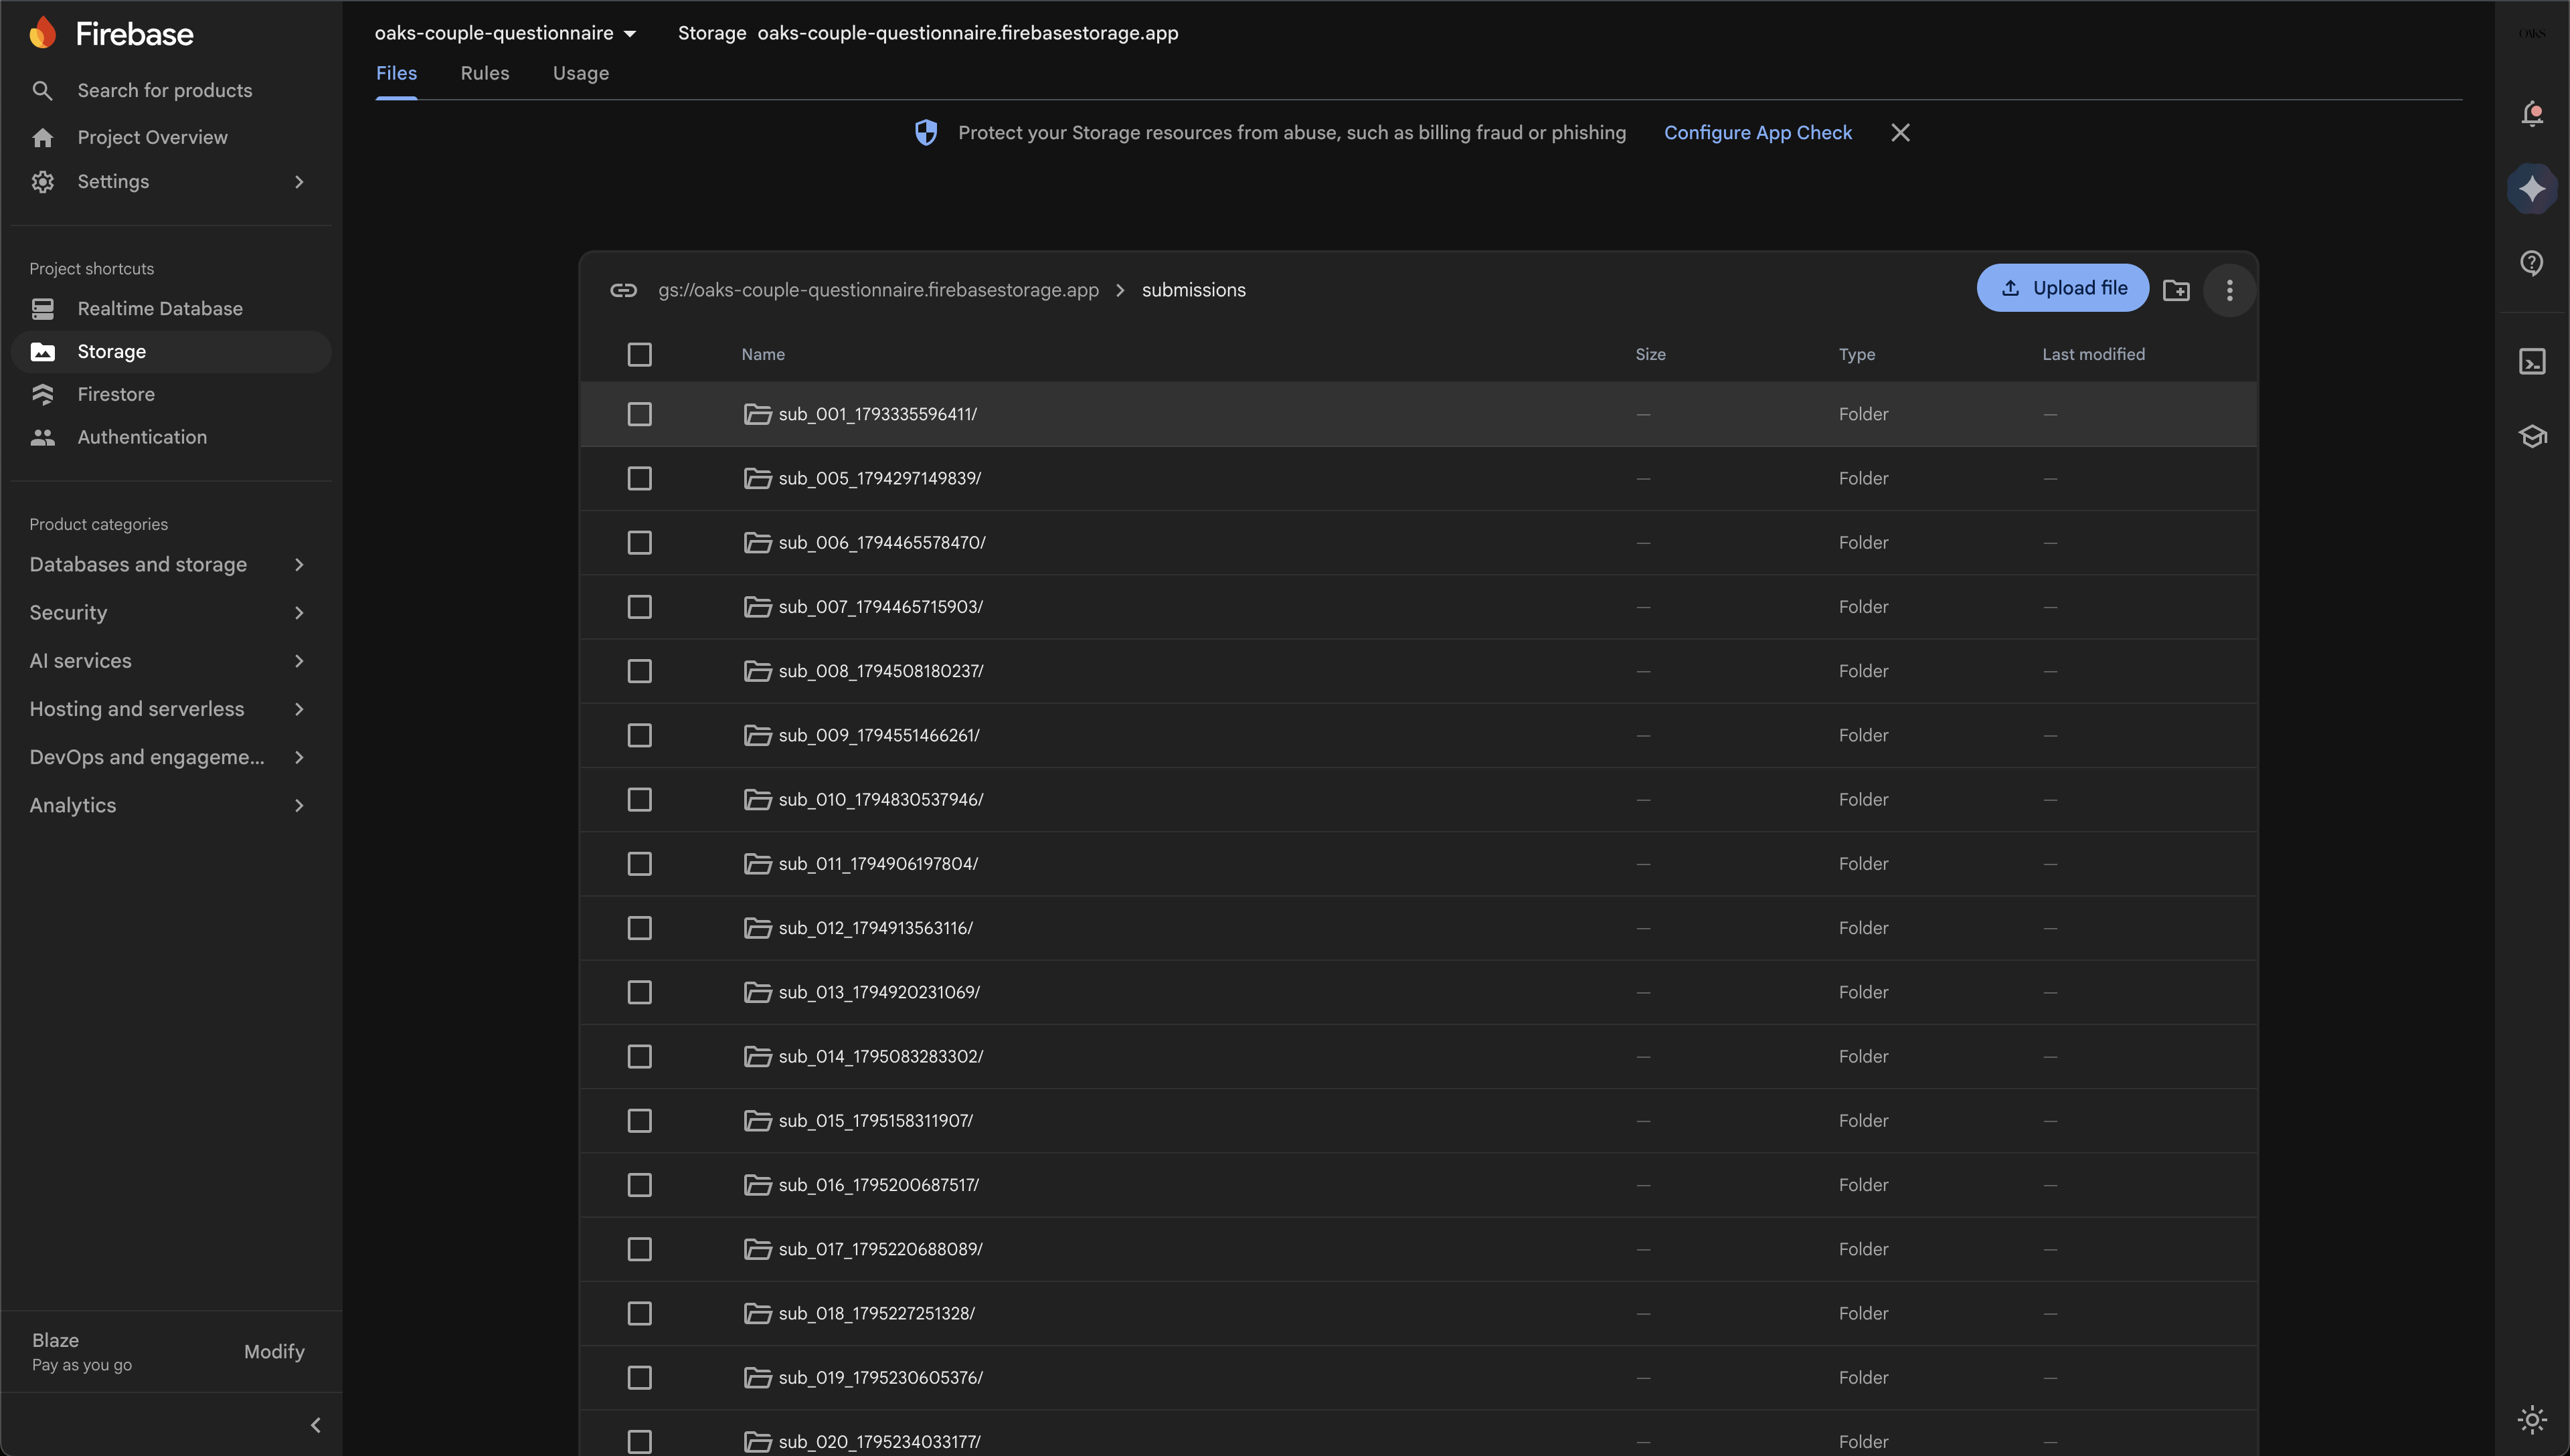 Firebase
Search for products
Project Overview
Settings
Project shortcuts
Realtime Database
Storage
Firestore
Authentication
Product categories
Databases and storage
Security
AI services
Hosting and serverless
DevOps and engageme...
Analytics
Blaze
Pay as you go
Modify
oaks-couple-questionnaire
Storage oaks-couple-questionnaire.firebasestorage.app
Files Rules Usage
Protect your Storage resources from abuse, such as billing fraud or phishing Configure App Check
gs://oaks-couple-questionnaire.firebasestorage.app submissions
Upload file
Name Size Type Last modified
sub_001_1793335596411/ — Folder —
sub_005_1794297149839/ — Folder —
sub_006_1794465578470/ — Folder —
sub_007_1794465715903/ — Folder —
sub_008_1794508180237/ — Folder —
sub_009_1794551466261/ — Folder —
sub_010_1794830537946/ — Folder —
sub_011_1794906197804/ — Folder —
sub_012_1794913563116/ — Folder —
sub_013_1794920231069/ — Folder —
sub_014_1795083283302/ — Folder —
sub_015_1795158311907/ — Folder —
sub_016_1795200687517/ — Folder —
sub_017_1795220688089/ — Folder —
sub_018_1795227251328/ — Folder —
sub_019_1795230605376/ — Folder —
sub_020_1795234033177/ — Folder —
OAKS